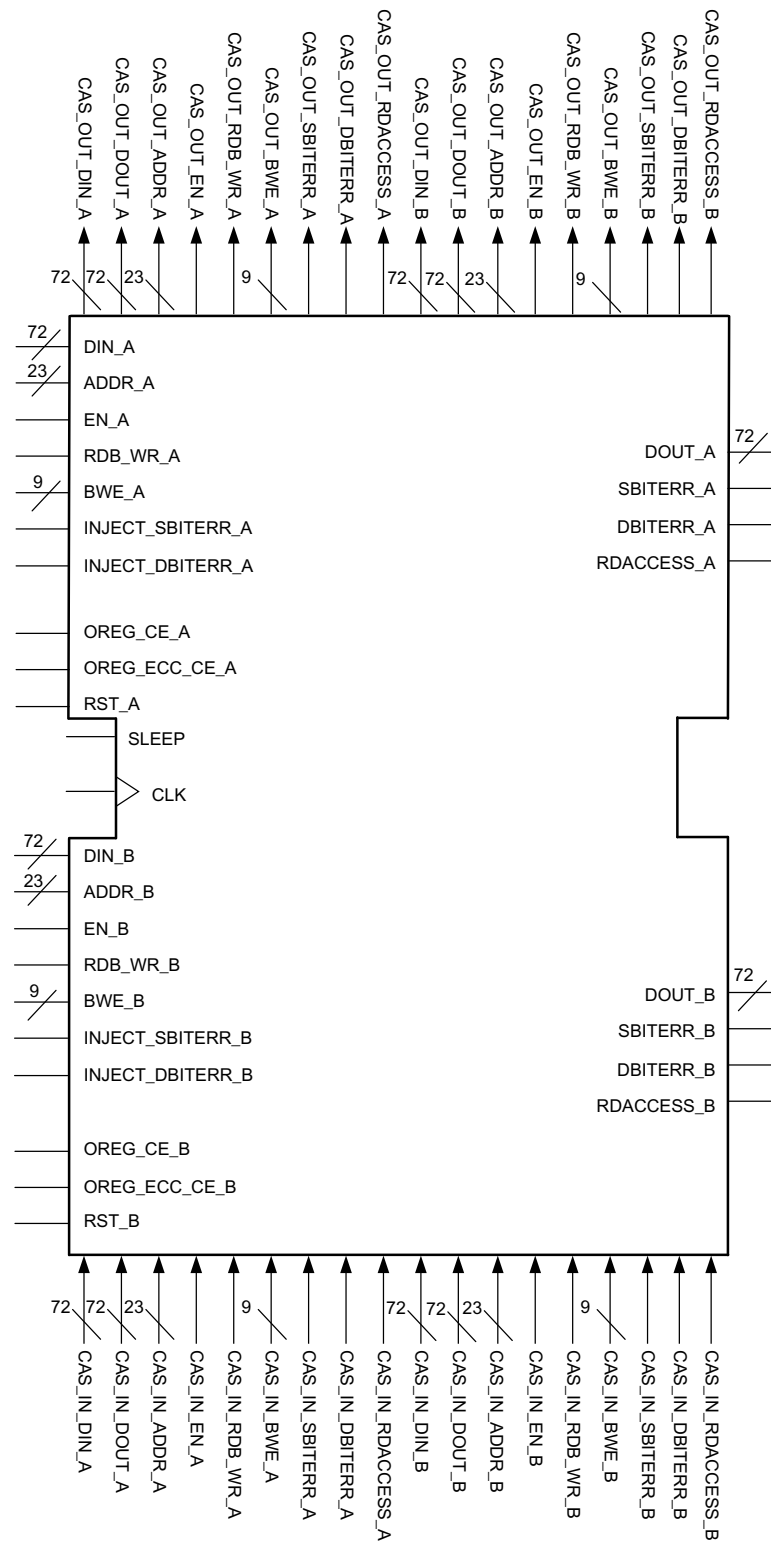 CAS_OUT_DIN_A
CAS_OUT_DOUT_A
CAS_OUT_ADDR_A
CAS_OUT_EN_A
CAS_OUT_RDB_WR_A
CAS_OUT_BWE_A
CAS_OUT_SBITERR_A
CAS_OUT_DBITERR_A
CAS_OUT_RDACCESS_A
CAS_OUT_DIN_B
CAS_OUT_DOUT_B
CAS_OUT_ADDR_B
CAS_OUT_EN_B
CAS_OUT_RDB_WR_B
CAS_OUT_BWE_B
CAS_OUT_SBITERR_B
CAS_OUT_DBITERR_B
CAS_OUT_RDACCESS_B
72 72 23 9 72 72 23 9
72 DIN_A
23 ADDR_A
EN_A
RDB_WR_A
9 BWE_A
INJECT_SBITERR_A
INJECT_DBITERR_A
OREG_CE_A
OREG_ECC_CE_A
RST_A
DOUT_A 72
SBITERR_A
DBITERR_A
RDACCESS_A
SLEEP
CLK
72 DIN_B
23 ADDR_B
EN_B
RDB_WR_B
9 BWE_B
INJECT_SBITERR_B
INJECT_DBITERR_B
OREG_CE_B
OREG_ECC_CE_B
RST_B
DOUT_B 72
SBITERR_B
DBITERR_B
RDACCESS_B
72 72 23 9 72 72 23 9
CAS_IN_DIN_A
CAS_IN_DOUT_A
CAS_IN_ADDR_A
CAS_IN_EN_A
CAS_IN_RDB_WR_A
CAS_IN_BWE_A
CAS_IN_SBITERR_A
CAS_IN_DBITERR_A
CAS_IN_RDACCESS_A
CAS_IN_DIN_B
CAS_IN_DOUT_B
CAS_IN_ADDR_B
CAS_IN_EN_B
CAS_IN_RDB_WR_B
CAS_IN_BWE_B
CAS_IN_SBITERR_B
CAS_IN_DBITERR_B
CAS_IN_RDACCESS_B